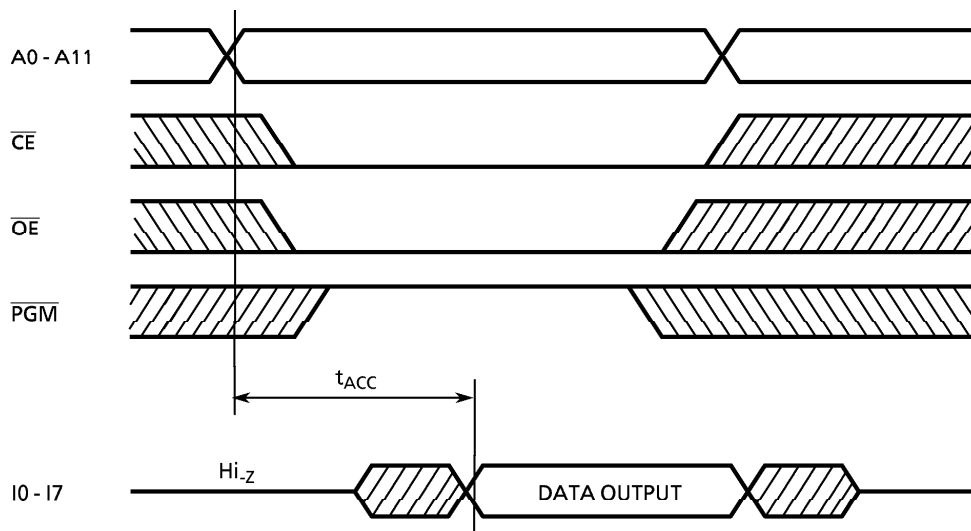 A0 - A11
CE
OE
PGM
tACC
Hi-Z
I0 - I7
DATA OUTPUT